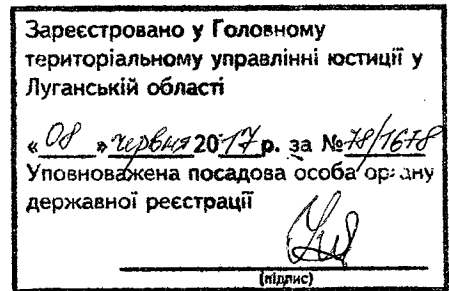 Зареєстровано у Головному
територіальному управлінні юстиції у
Луганській області
«08» червня 2017 р. за №78/1678
Уповноважена посадова особа органу
державної реєстрації
(підпис)